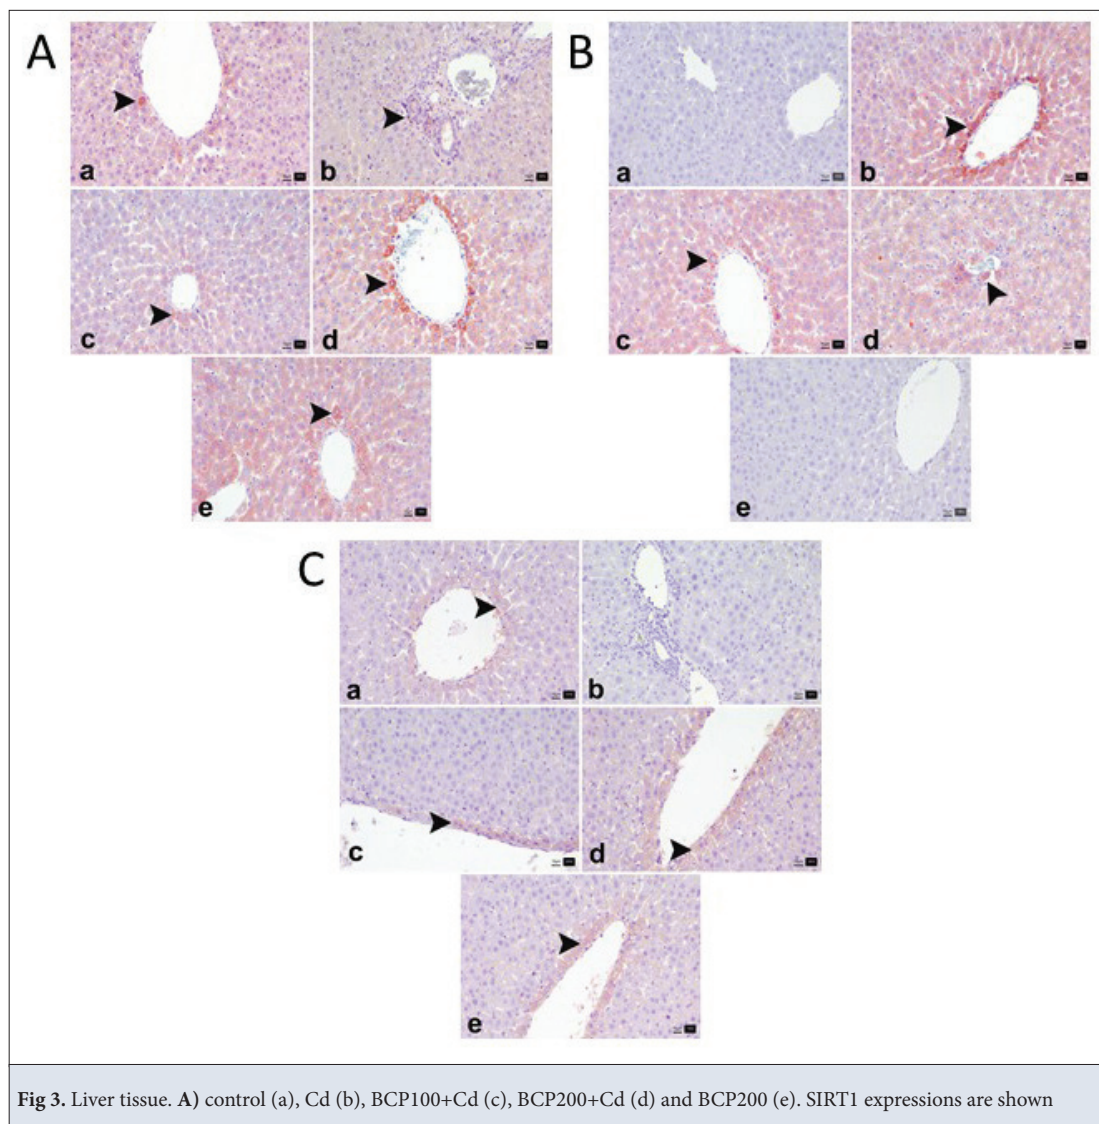 A
B
a
b
a
b
c
d
c
d
e
e
C
a
b
c
d
e
Fig 3. Liver tissue. A) control (a), Cd (b), BCP100+Cd (c), BCP200+Cd (d) and BCP200 (e). SIRT1 expressions are shown